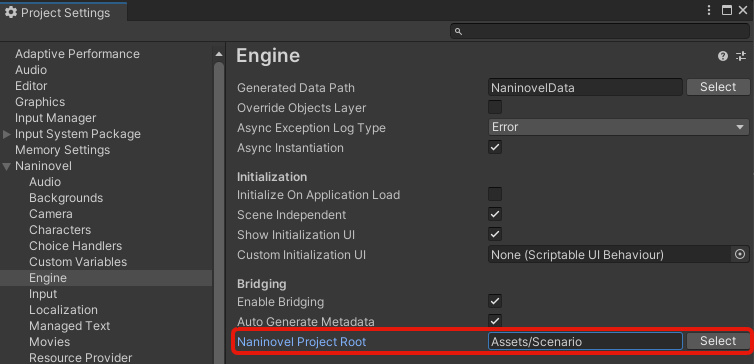 Project Settings
Adaptive Performance
Audio
Editor
Graphics
Input Manager
Input System Package
Memory Settings
Naninovel
Audio
Backgrounds
Camera
Characters
Choice Handlers
Custom Variables
Engine
Input
Localization
Managed Text
Movies
Resource Provider
Engine
Generated Data Path NaninovelData Select
Override Objects Layer
Async Exception Log Type Error
Async Instantiation
Initialization
Initialize On Application Load
Scene Independent
Show Initialization UI
Custom Initialization UI None (Scriptable UI Behaviour)
Bridging
Enable Bridging
Auto Generate Metadata
Naninovel Project Root Assets/Scenario Select